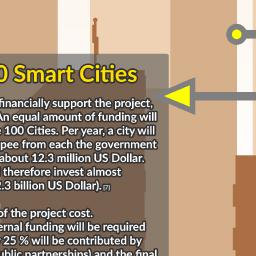 0 Smart Cities
financially support the project,
An equal amount of funding will
100 Cities. Per year, a city will
pee from each the government
about 12.3 million US Dollar.
therefore invest almost
2.3 billion US Dollar). [7]
of the project cost.
ernal funding will be required
25 % will be contributed by
ublic partnerships) and the final